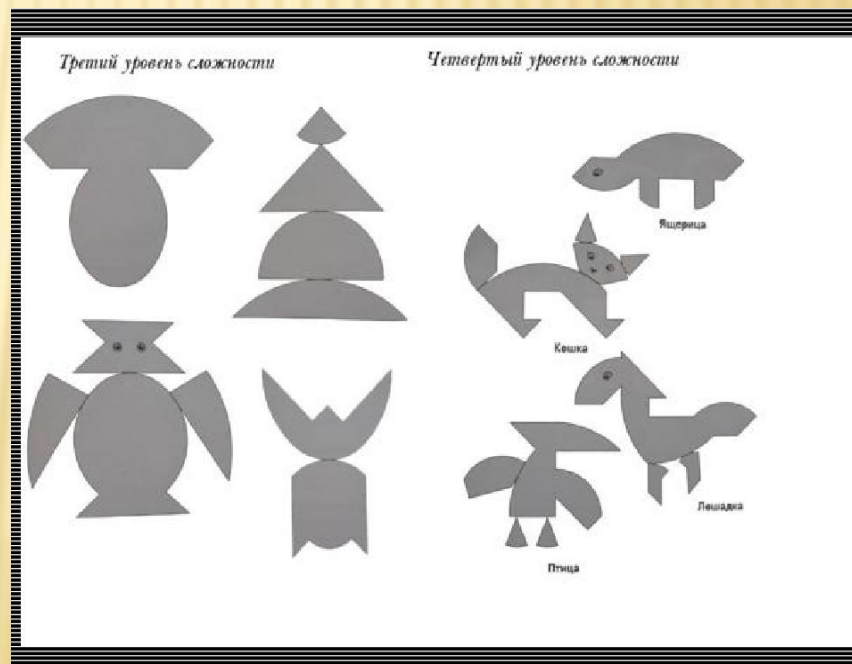 Третий уровень сложности
Четвертый уровень сложности
Ящерица
Кошка
Лошадка
Птица